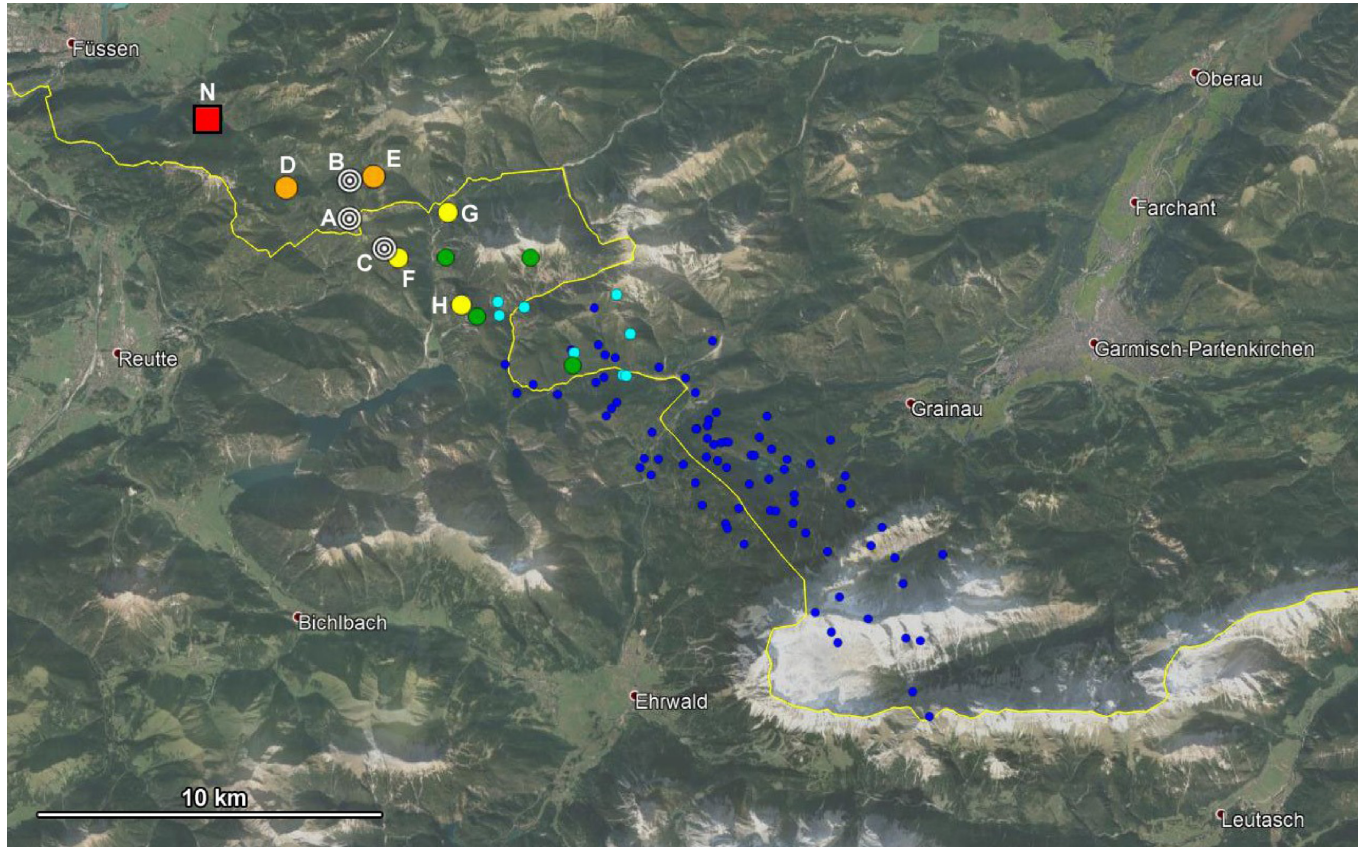 Füssen
Oberau
N
D
B
E
A
G
Farchant
C
F
H
Reutte
Garmisch-Partenkirchen
Grainau
Bichlbach
Ehrwald
10 km
Leutasch